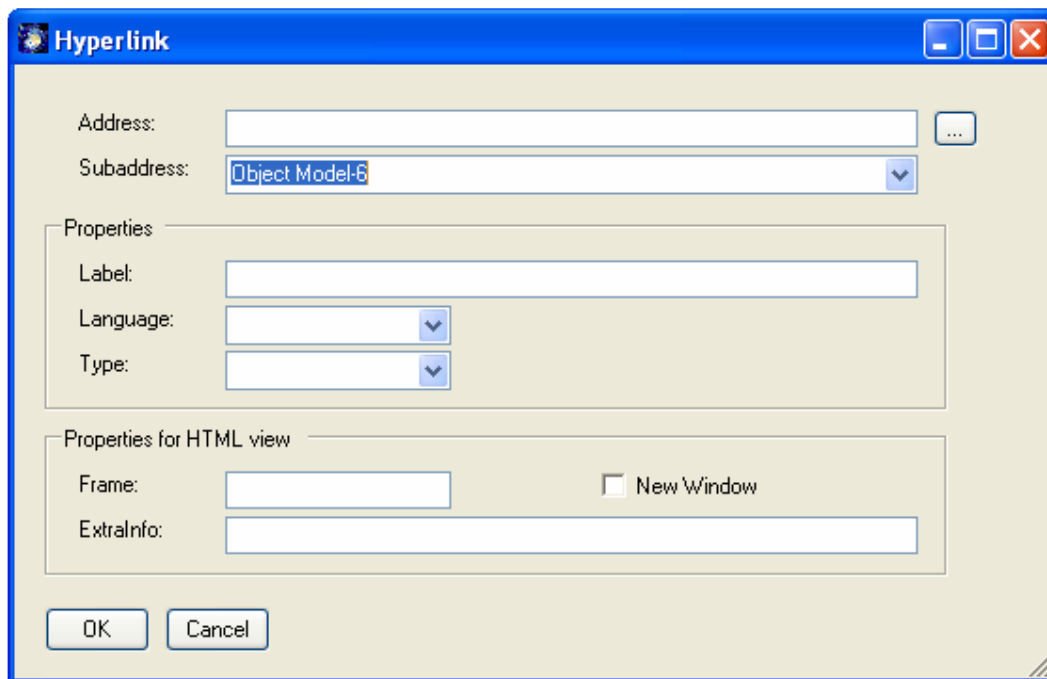 Hyperlink
Address:
...
Subaddress:
Object Model-6
Properties
Label:
Language:
Type:
Properties for HTML view
Frame:
New Window
ExtraInfo:
OK
Cancel